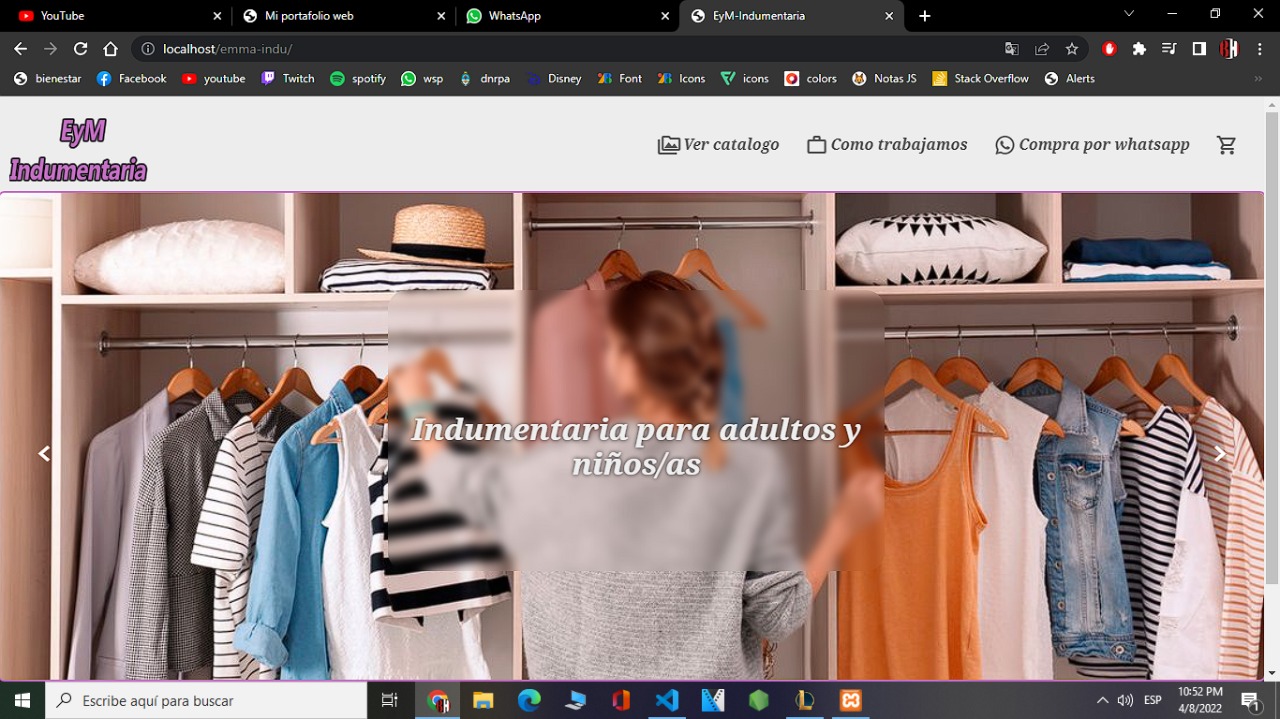 YouTube
Mi portafolio web
WhatsApp
EyM-Indumentaria
localhost/emma-indu/
bienestar
Facebook
youtube
Twitch
spotify
wsp
dnrpa
Disney
Font
Icons
icons
colors
Notas JS
Stack Overflow
Alerts
EyM
Indumentaria
Ver catalogo
Como trabajamos
Compra por whatsapp
Indumentaria para adultos y
niños/as
Escribe aquí para buscar
ESP
10:52 PM
4/8/2022
1